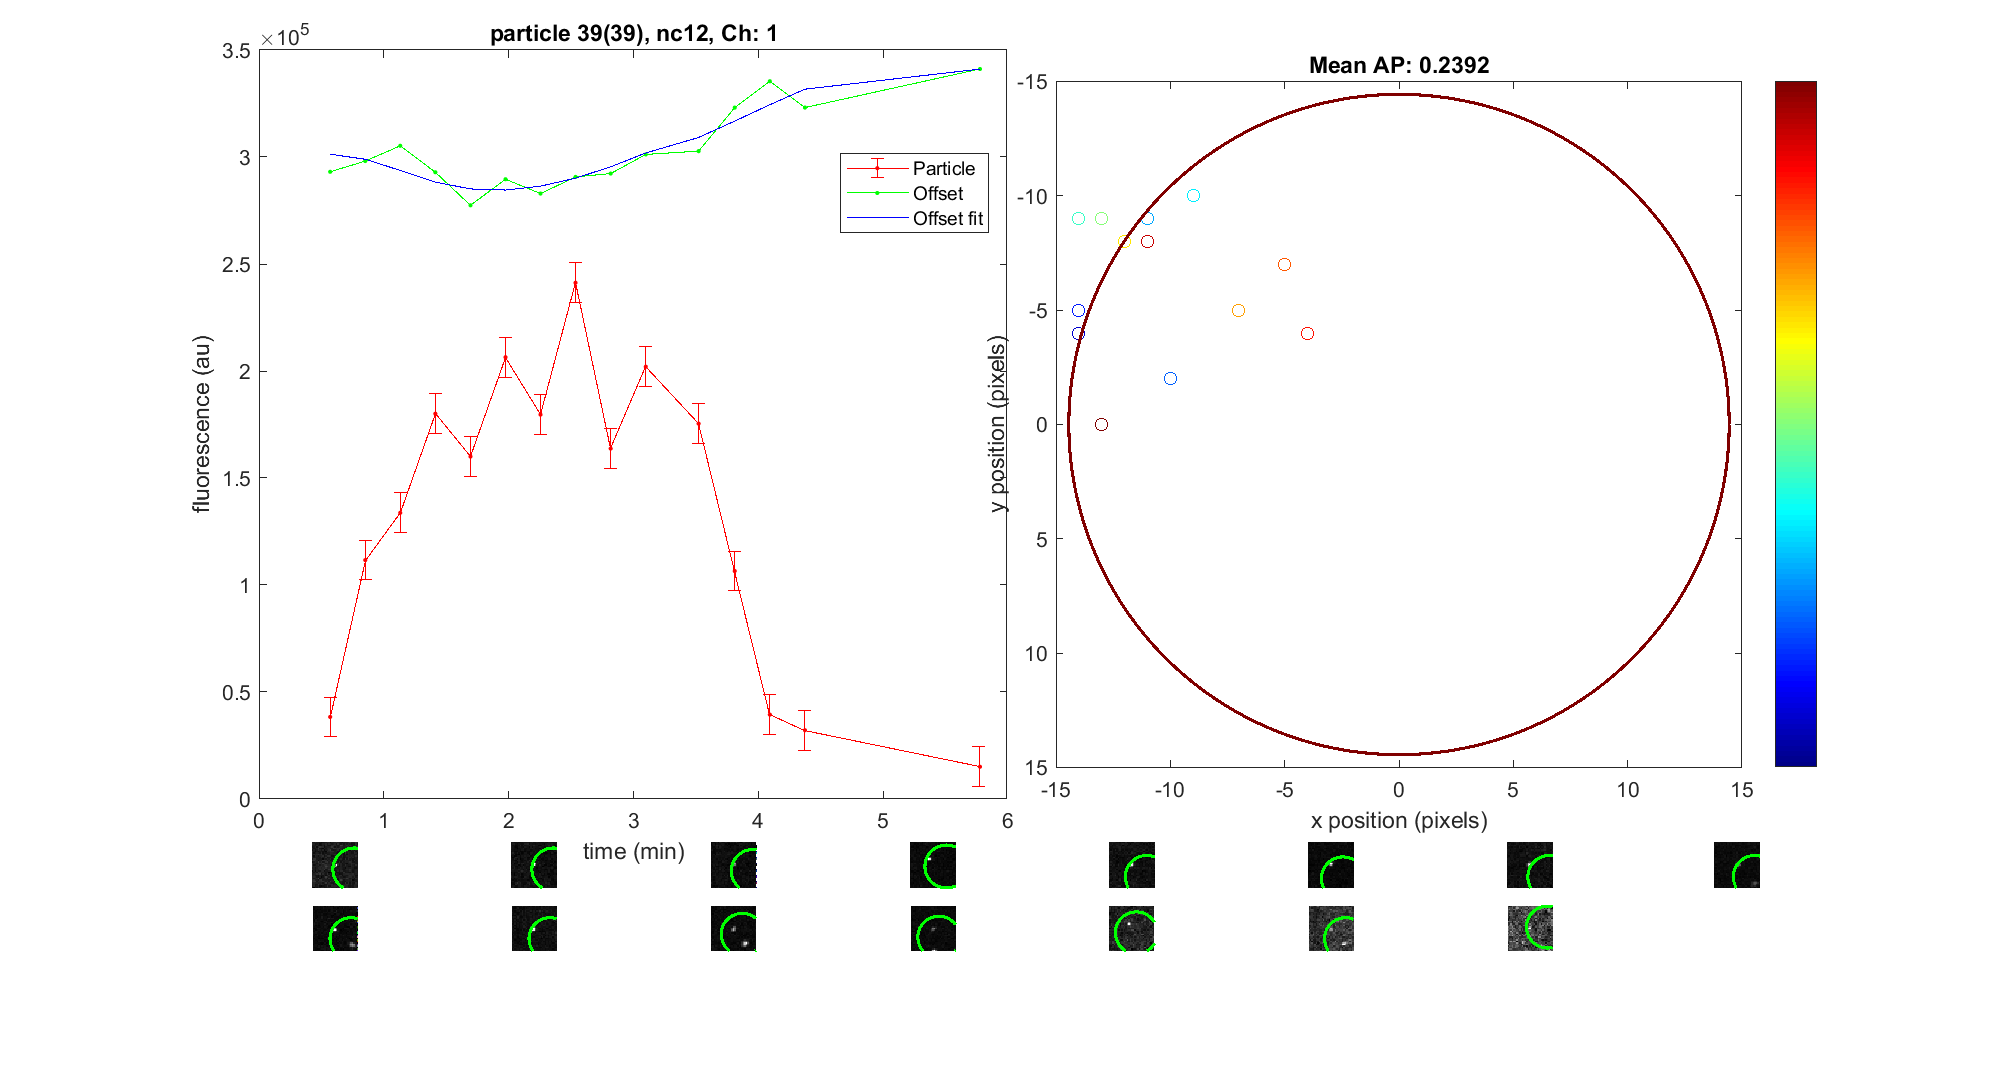 particle 39(39), nc12, Ch: 1
×10^5
3.5
3
2.5
2
1.5
1
0.5
0
fluorescence (au)
0 1 2 3 4 5 6
time (min)
Particle
Offset
Offset fit
Mean AP: 0.2392
-15
-10
-5
0
5
10
15
y position (pixels)
-15 -10 -5 0 5 10 15
x position (pixels)